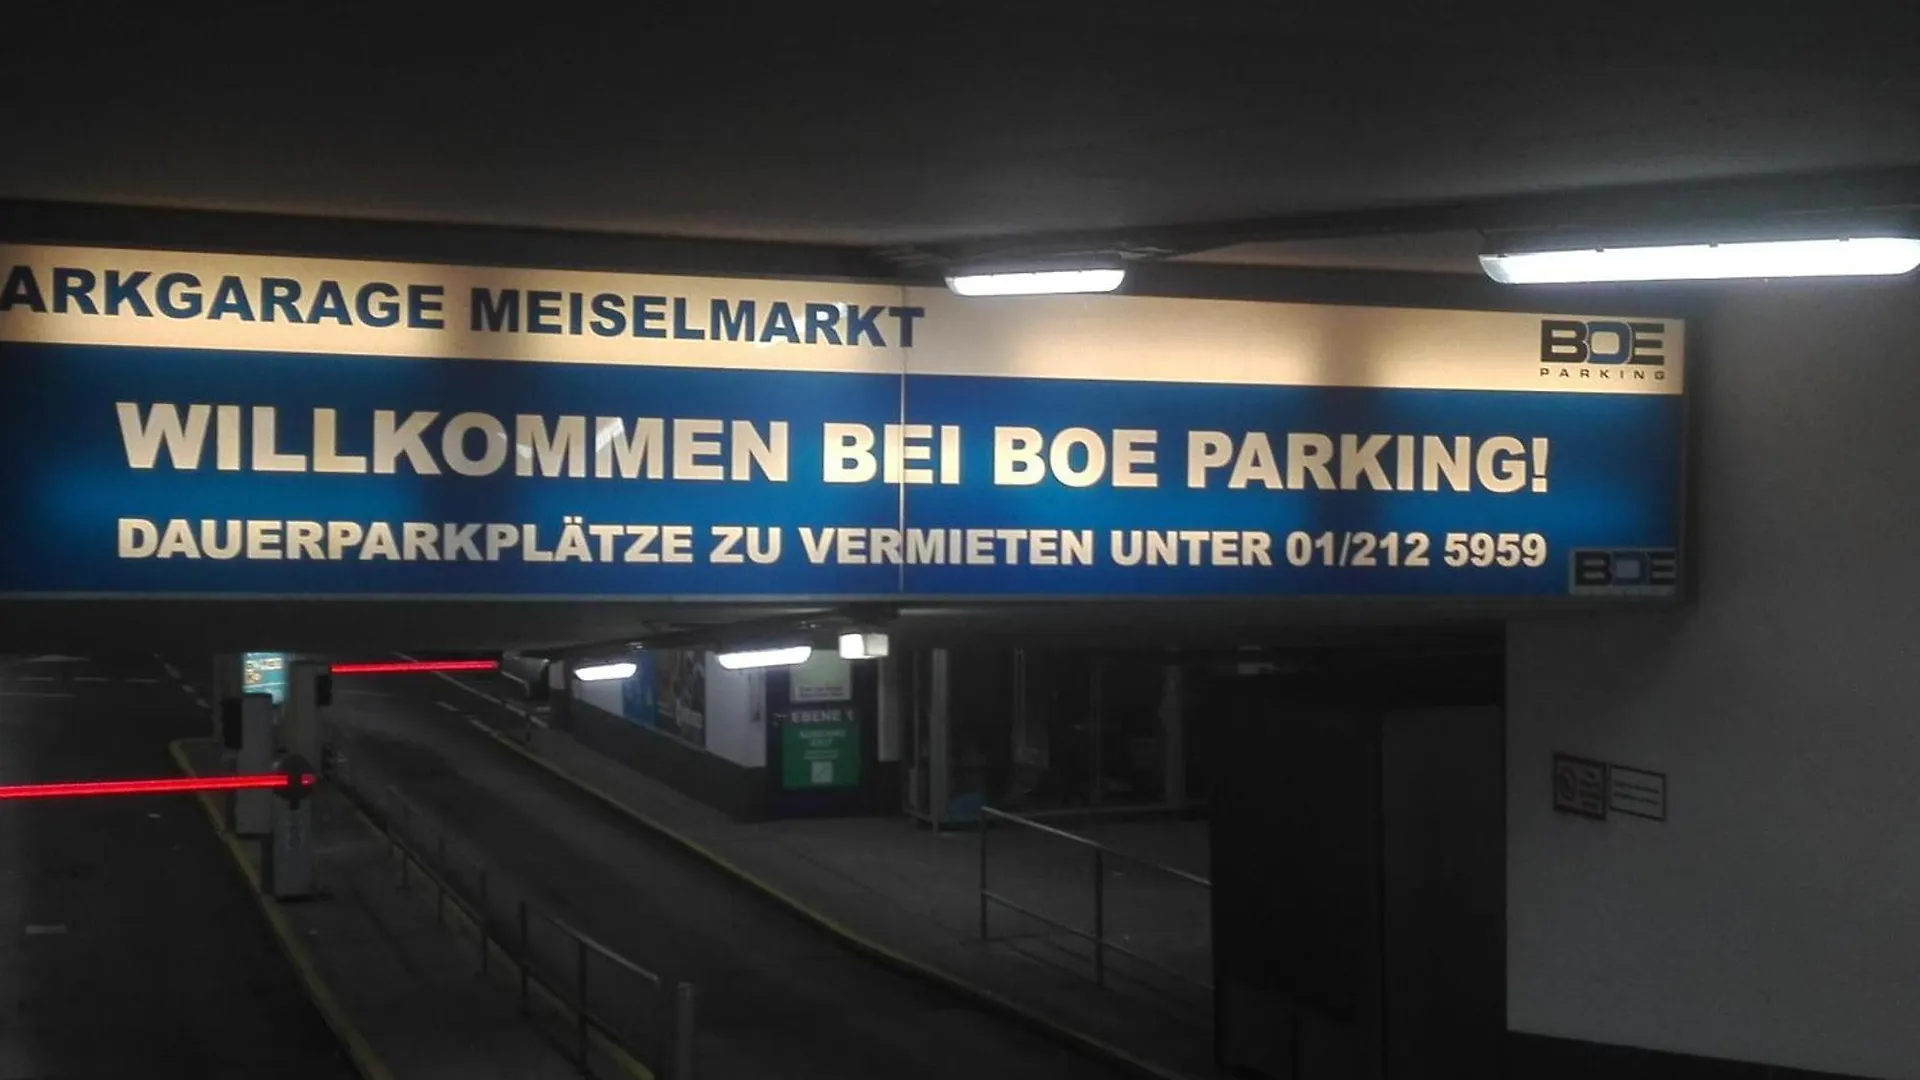 ARKGARAGE MEISELMARKT
BOE
PARKING
WILLKOMMEN BEI BOE PARKING!
DAUERPARKPLÄTZE ZU VERMIETEN UNTER 01/212 5959
BOE
EBENE 1